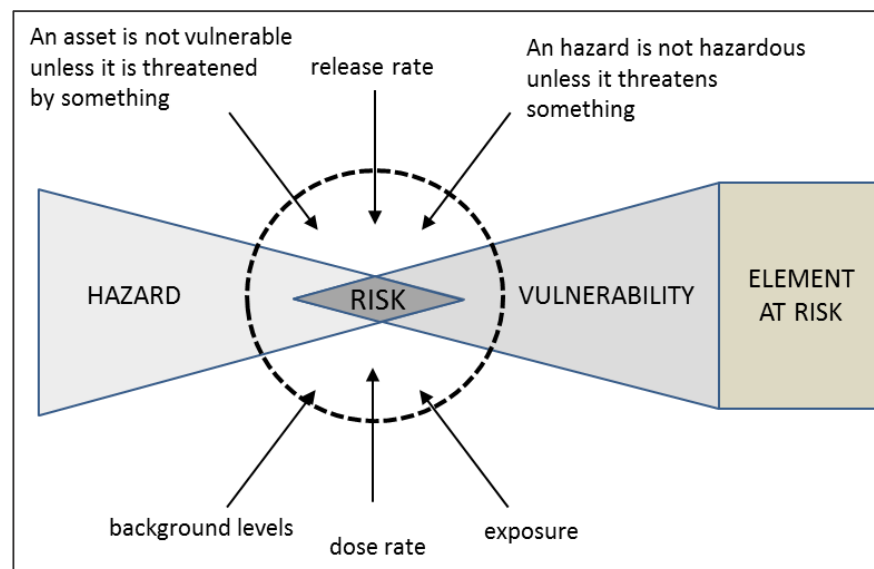 An asset is not vulnerable
unless it is threatened
by something
release rate
An hazard is not hazardous
unless it threatens
something
HAZARD
RISK
VULNERABILITY
ELEMENT
AT RISK
background levels
dose rate
exposure